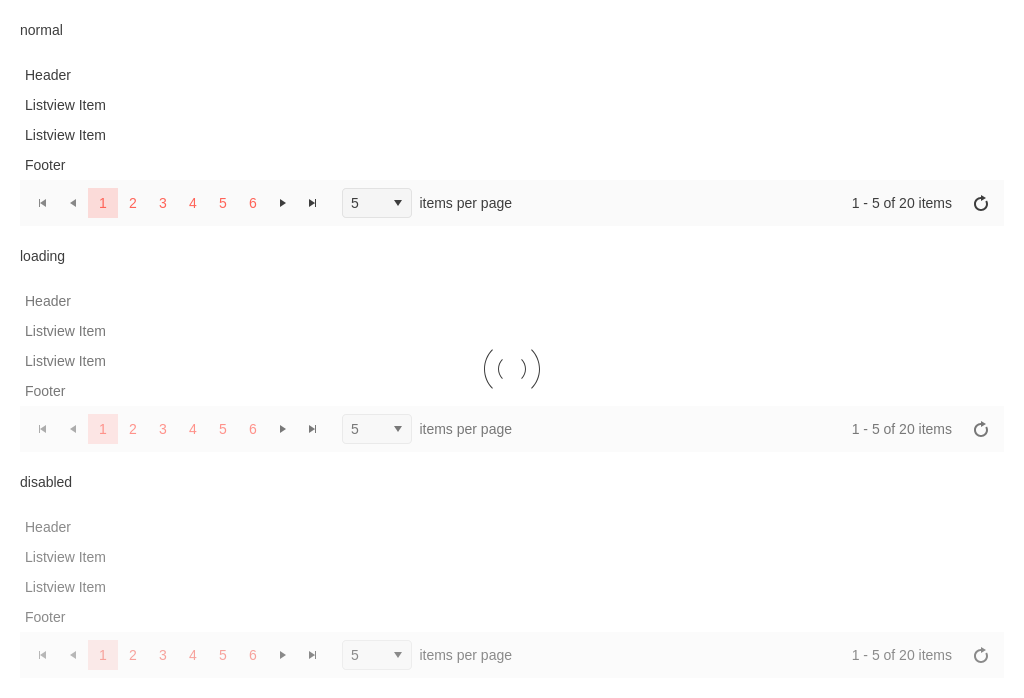 normal
Header
Listview Item
Listview Item
Footer
1 2 3 4 5 6 5 items per page 1 - 5 of 20 items
loading
Header
Listview Item
Listview Item
Footer
1 2 3 4 5 6 5 items per page 1 - 5 of 20 items
disabled
Header
Listview Item
Listview Item
Footer
1 2 3 4 5 6 5 items per page 1 - 5 of 20 items